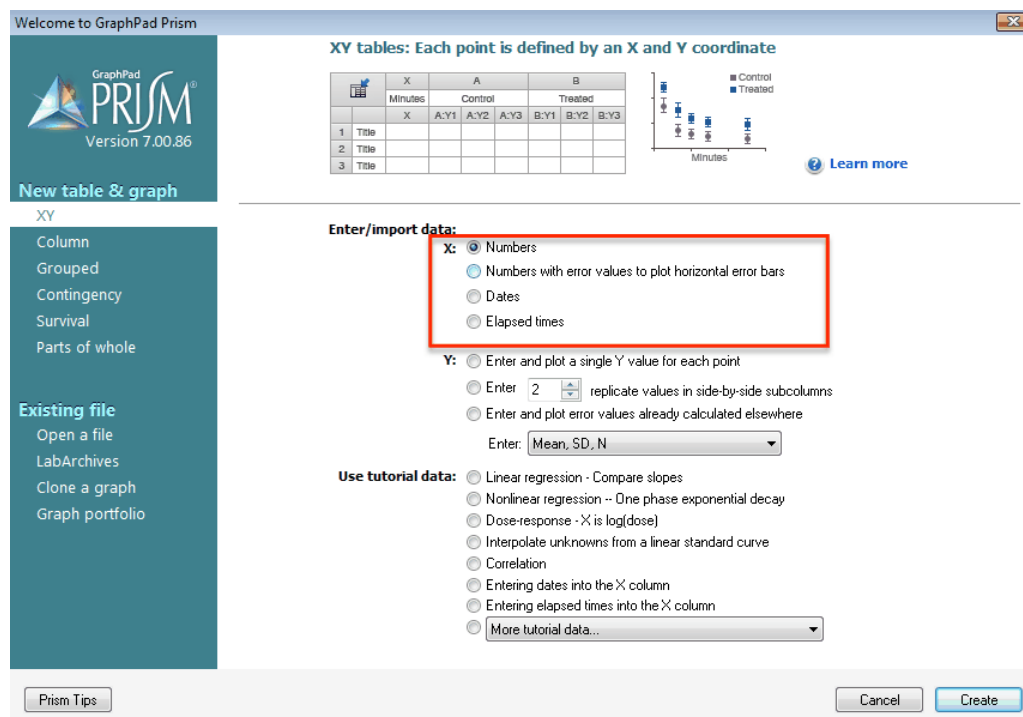 Welcome to GraphPad Prism
GraphPad
PRISM®
Version 7.00.86
New table & graph
XY
Column
Grouped
Contingency
Survival
Parts of whole
Existing file
Open a file
LabArchives
Clone a graph
Graph portfolio
XY tables: Each point is defined by an X and Y coordinate
X A B
Minutes Control Treated
X A:Y1 A:Y2 A:Y3 B:Y1 B:Y2 B:Y3
1 Title
2 Title
3 Title
Control
Treated
Minutes
? Learn more
Enter/import data:
X: Numbers
Numbers with error values to plot horizontal error bars
Dates
Elapsed times
Y: Enter and plot a single Y value for each point
Enter 2 replicate values in side-by-side subcolumns
Enter and plot error values already calculated elsewhere
Enter: Mean, SD, N
Use tutorial data: Linear regression - Compare slopes
Nonlinear regression -- One phase exponential decay
Dose-response - X is log(dose)
Interpolate unknowns from a linear standard curve
Correlation
Entering dates into the X column
Entering elapsed times into the X column
More tutorial data...
Prism Tips
Cancel
Create